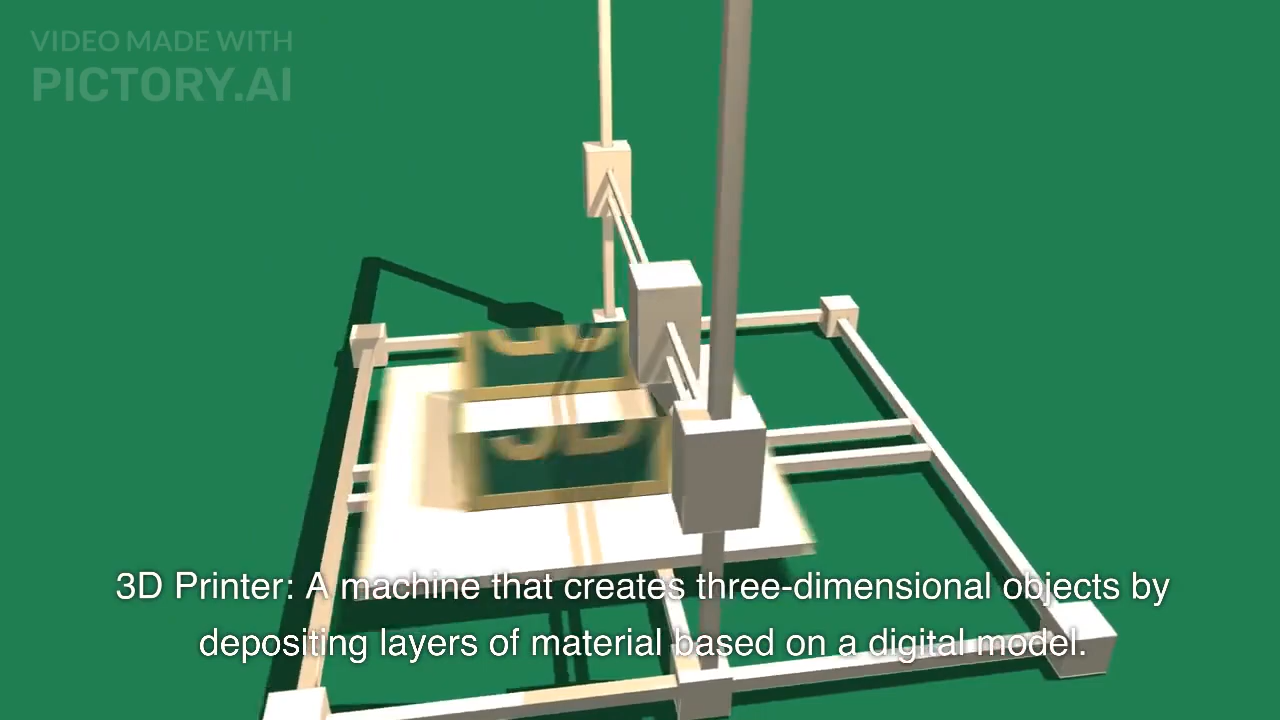 VIDEO MADE WITH
PICTORY.AI
3D
3D Printer: A machine that creates three-dimensional objects by
depositing layers of material based on a digital model.